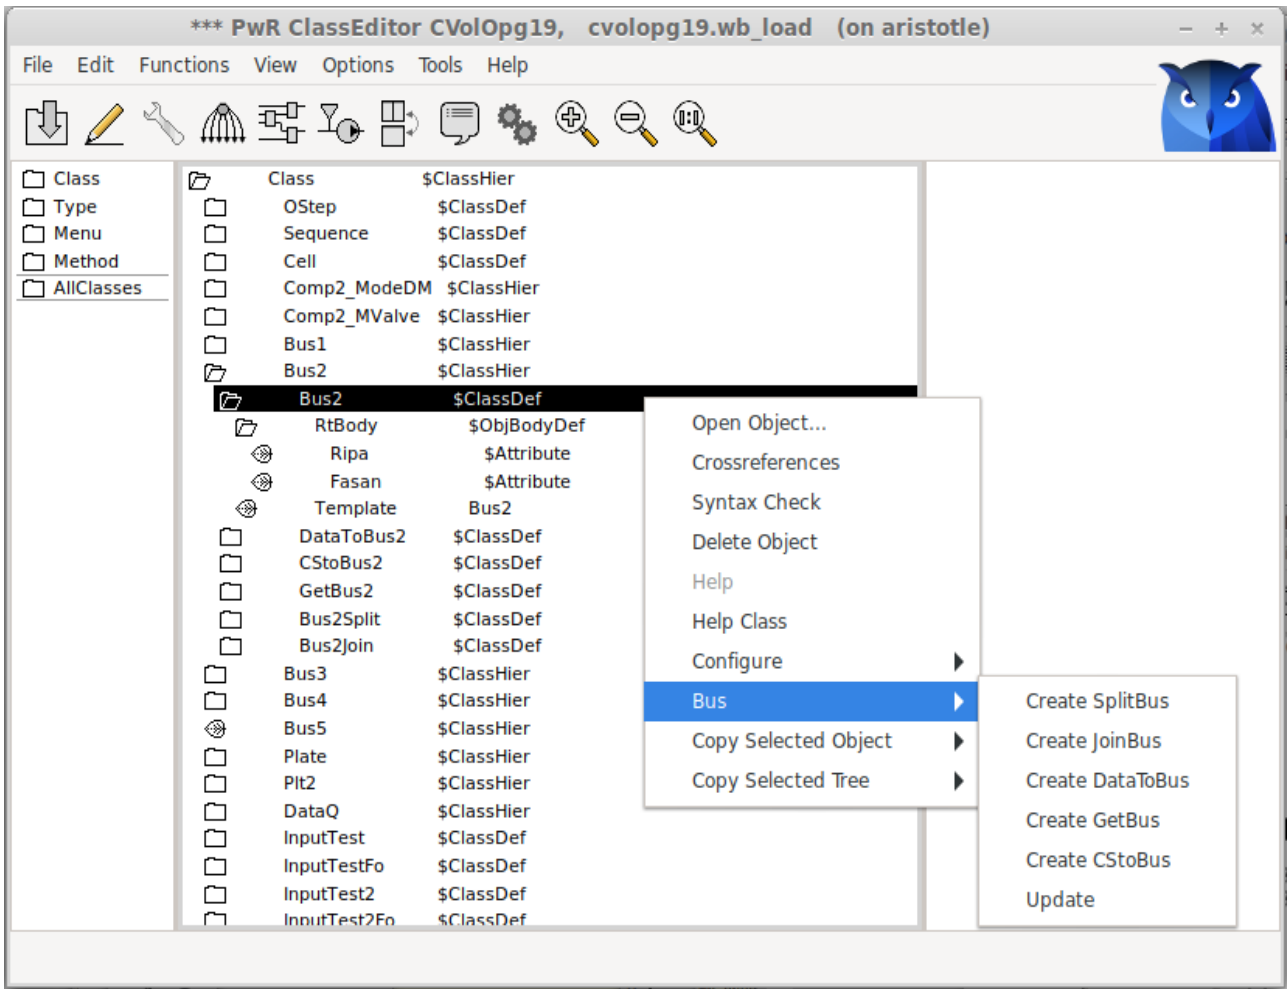 *** PwR ClassEditor CVolOpg19, cvolopg19.wb_load (on aristotle)
File Edit Functions View Options Tools Help
Class
Type
Menu
Method
AllClasses
Class $ClassHier
OStep $ClassDef
Sequence $ClassDef
Cell $ClassDef
Comp2_ModeDM $ClassHier
Comp2_MValve $ClassHier
Bus1 $ClassHier
Bus2 $ClassHier
Bus2 $ClassDef
RtBody $ObjBodyDef
Ripa $Attribute
Fasan $Attribute
Template Bus2
DataToBus2 $ClassDef
CStoBus2 $ClassDef
GetBus2 $ClassDef
Bus2Split $ClassDef
Bus2Join $ClassDef
Bus3 $ClassHier
Bus4 $ClassHier
Bus5 $ClassHier
Plate $ClassHier
Plt2 $ClassHier
DataQ $ClassHier
InputTest $ClassDef
InputTestFo $ClassDef
InputTest2 $ClassDef
InputTest2Fo $ClassDef
Open Object...
Crossreferences
Syntax Check
Delete Object
Help
Help Class
Configure
Bus
Copy Selected Object
Copy Selected Tree
Create SplitBus
Create JoinBus
Create DataToBus
Create GetBus
Create CStoBus
Update